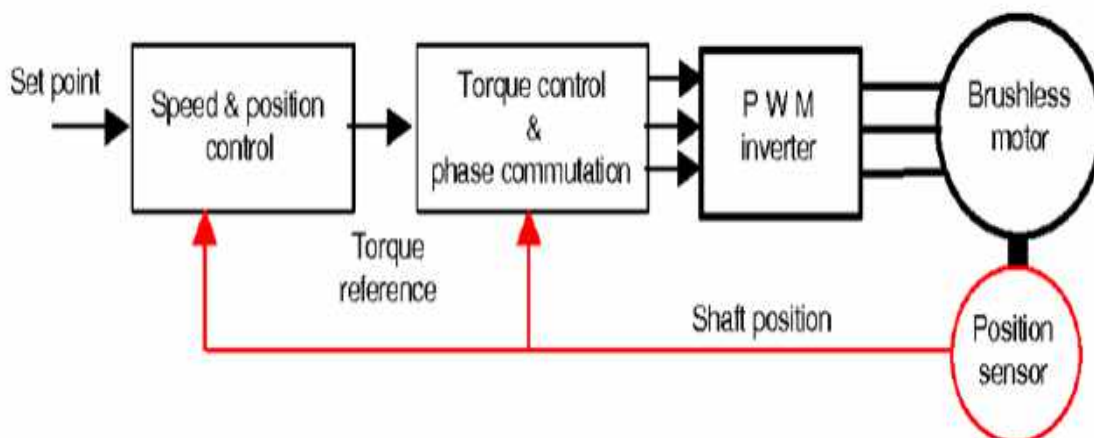 Set point
Speed & position
control
Torque control
&
phase commutation
P W M
inverter
Brushless
motor
Torque
reference
Shaft position
Position
sensor